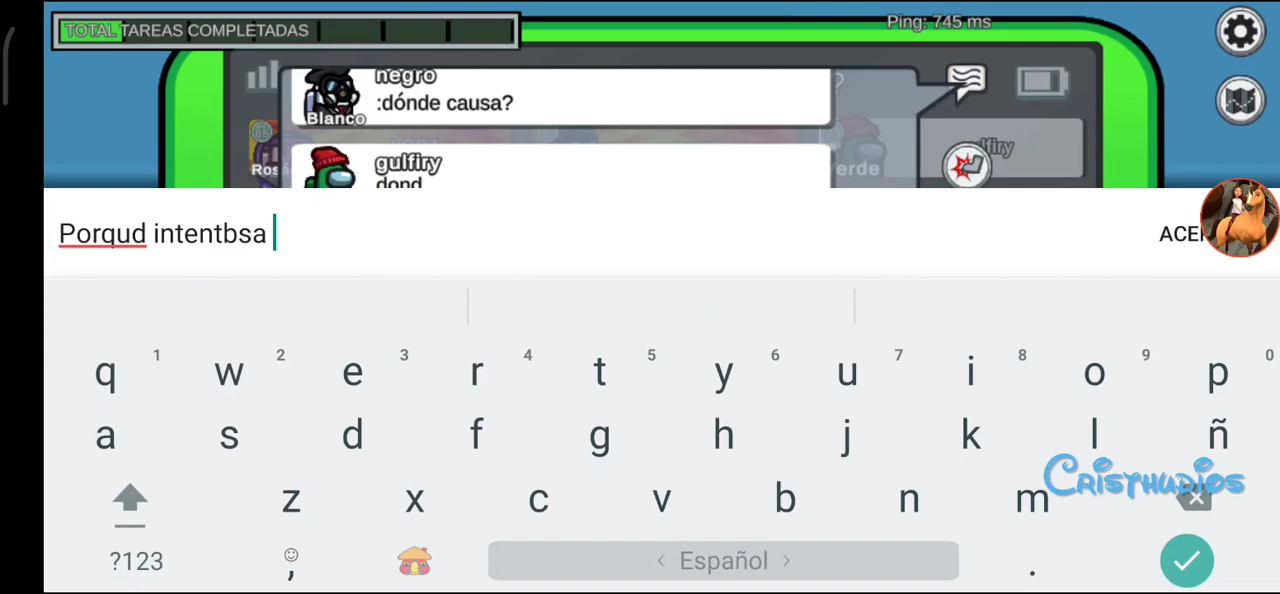 TOTAL TAREAS COMPLETADAS
Ping: 745 ms
negro
:dónde causa?
Blanco
gulfiry
dond
Porqud intentbsa
q 1 w 2 e 3 r 4 t 5 y 6 u 7 i 8 o 9 p 0
a s d f g h j k l ñ
z x c v b n m
CRISTHUDIOS
?123 , < Español > .